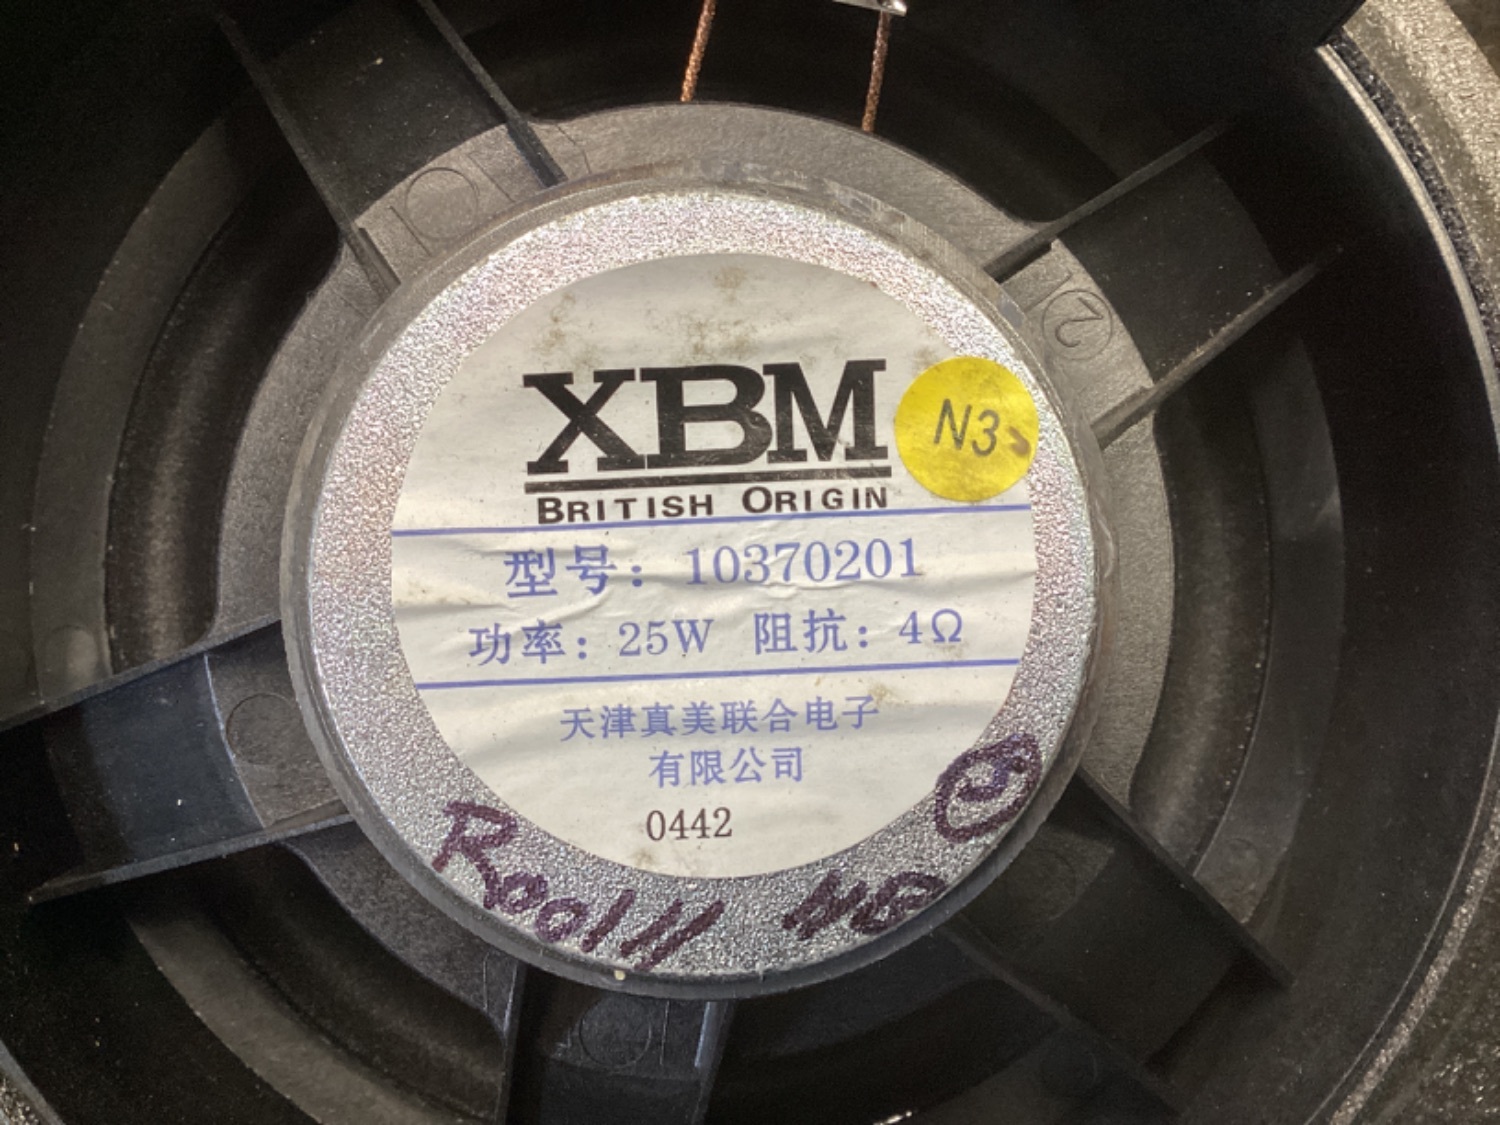 XBM
N3
BRITISH ORIGIN
型号：10370201
功率：25W 阻抗：4Ω
天津真美联合电子
有限公司
0442